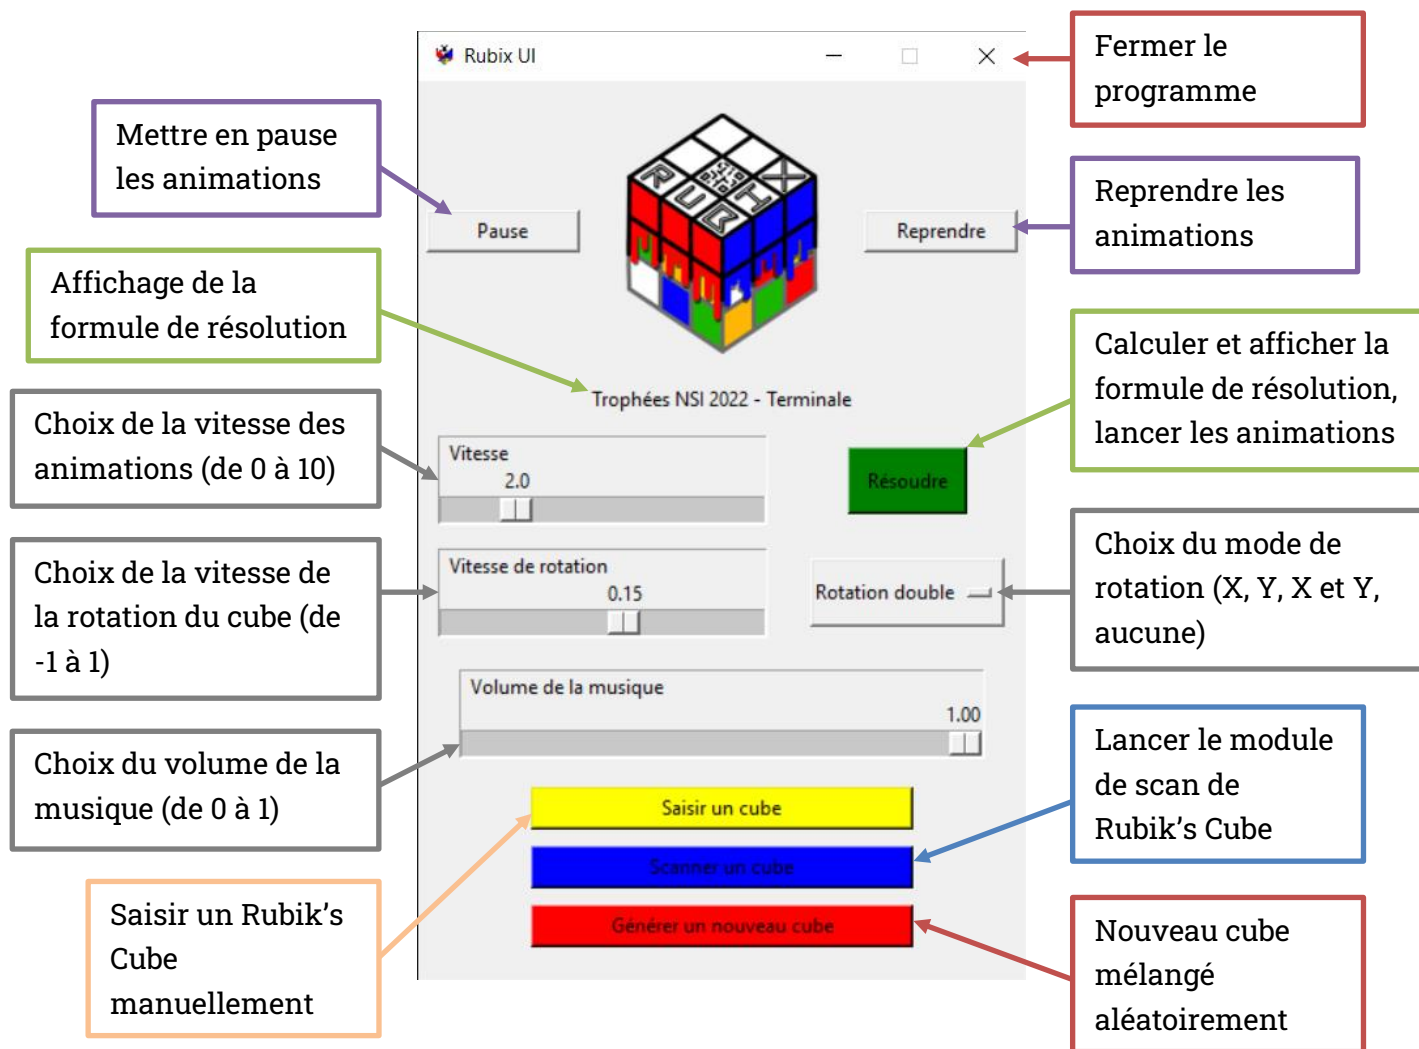 Rubix UI
Fermer le
programme
Mettre en pause
les animations
RUBIX
Pause
Reprendre
Reprendre les
animations
Affichage de la
formule de résolution
Trophées NSI 2022 - Terminale
Calculer et afficher la
formule de résolution,
lancer les animations
Choix de la vitesse des
animations (de 0 à 10)
Vitesse
2.0
Résoudre
Choix de la vitesse de
la rotation du cube (de
-1 à 1)
Vitesse de rotation
0.15
Rotation double
Choix du mode de
rotation (X, Y, X et Y,
aucune)
Volume de la musique
1.00
Choix du volume de la
musique (de 0 à 1)
Lancer le module
de scan de
Rubik’s Cube
Saisir un cube
Scanner un cube
Générer un nouveau cube
Saisir un Rubik’s
Cube
manuellement
Nouveau cube
mélangé
aléatoirement